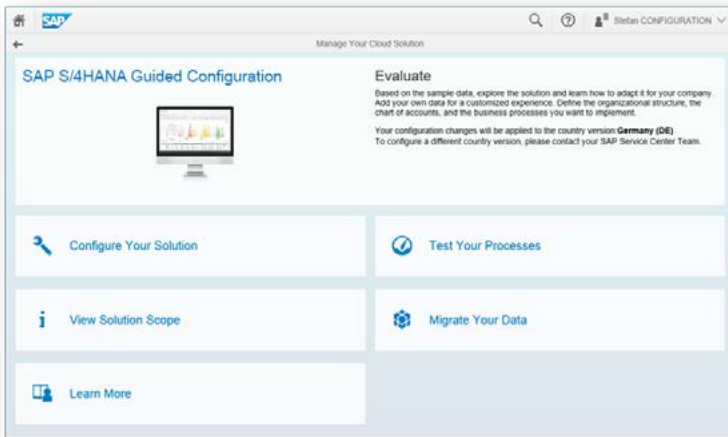 SAP
Stefan CONFIGURATION
Manage Your Cloud Solution
SAP S/4HANA Guided Configuration
Evaluate
Based on the sample data, explore the solution and learn how to adapt it for your company.
Add your own data for a customized experience. Define the organizational structure, the
chart of accounts, and the business processes you want to implement.
Your configuration changes will be applied to the country version Germany (DE)
To configure a different country version, please contact your SAP Service Center Team.
Configure Your Solution
Test Your Processes
View Solution Scope
Migrate Your Data
Learn More